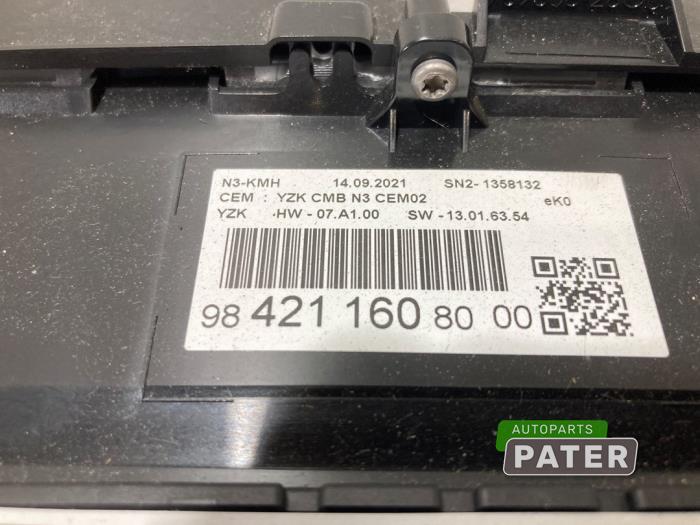 N3-KMH 14.09.2021 SN2- 1358132
CEM : YZK CMB N3 CEM02 eK0
YZK HW - 07.A1.00 SW - 13.01.63.54
98 421 160 80 00
AUTOPARTS
PATER